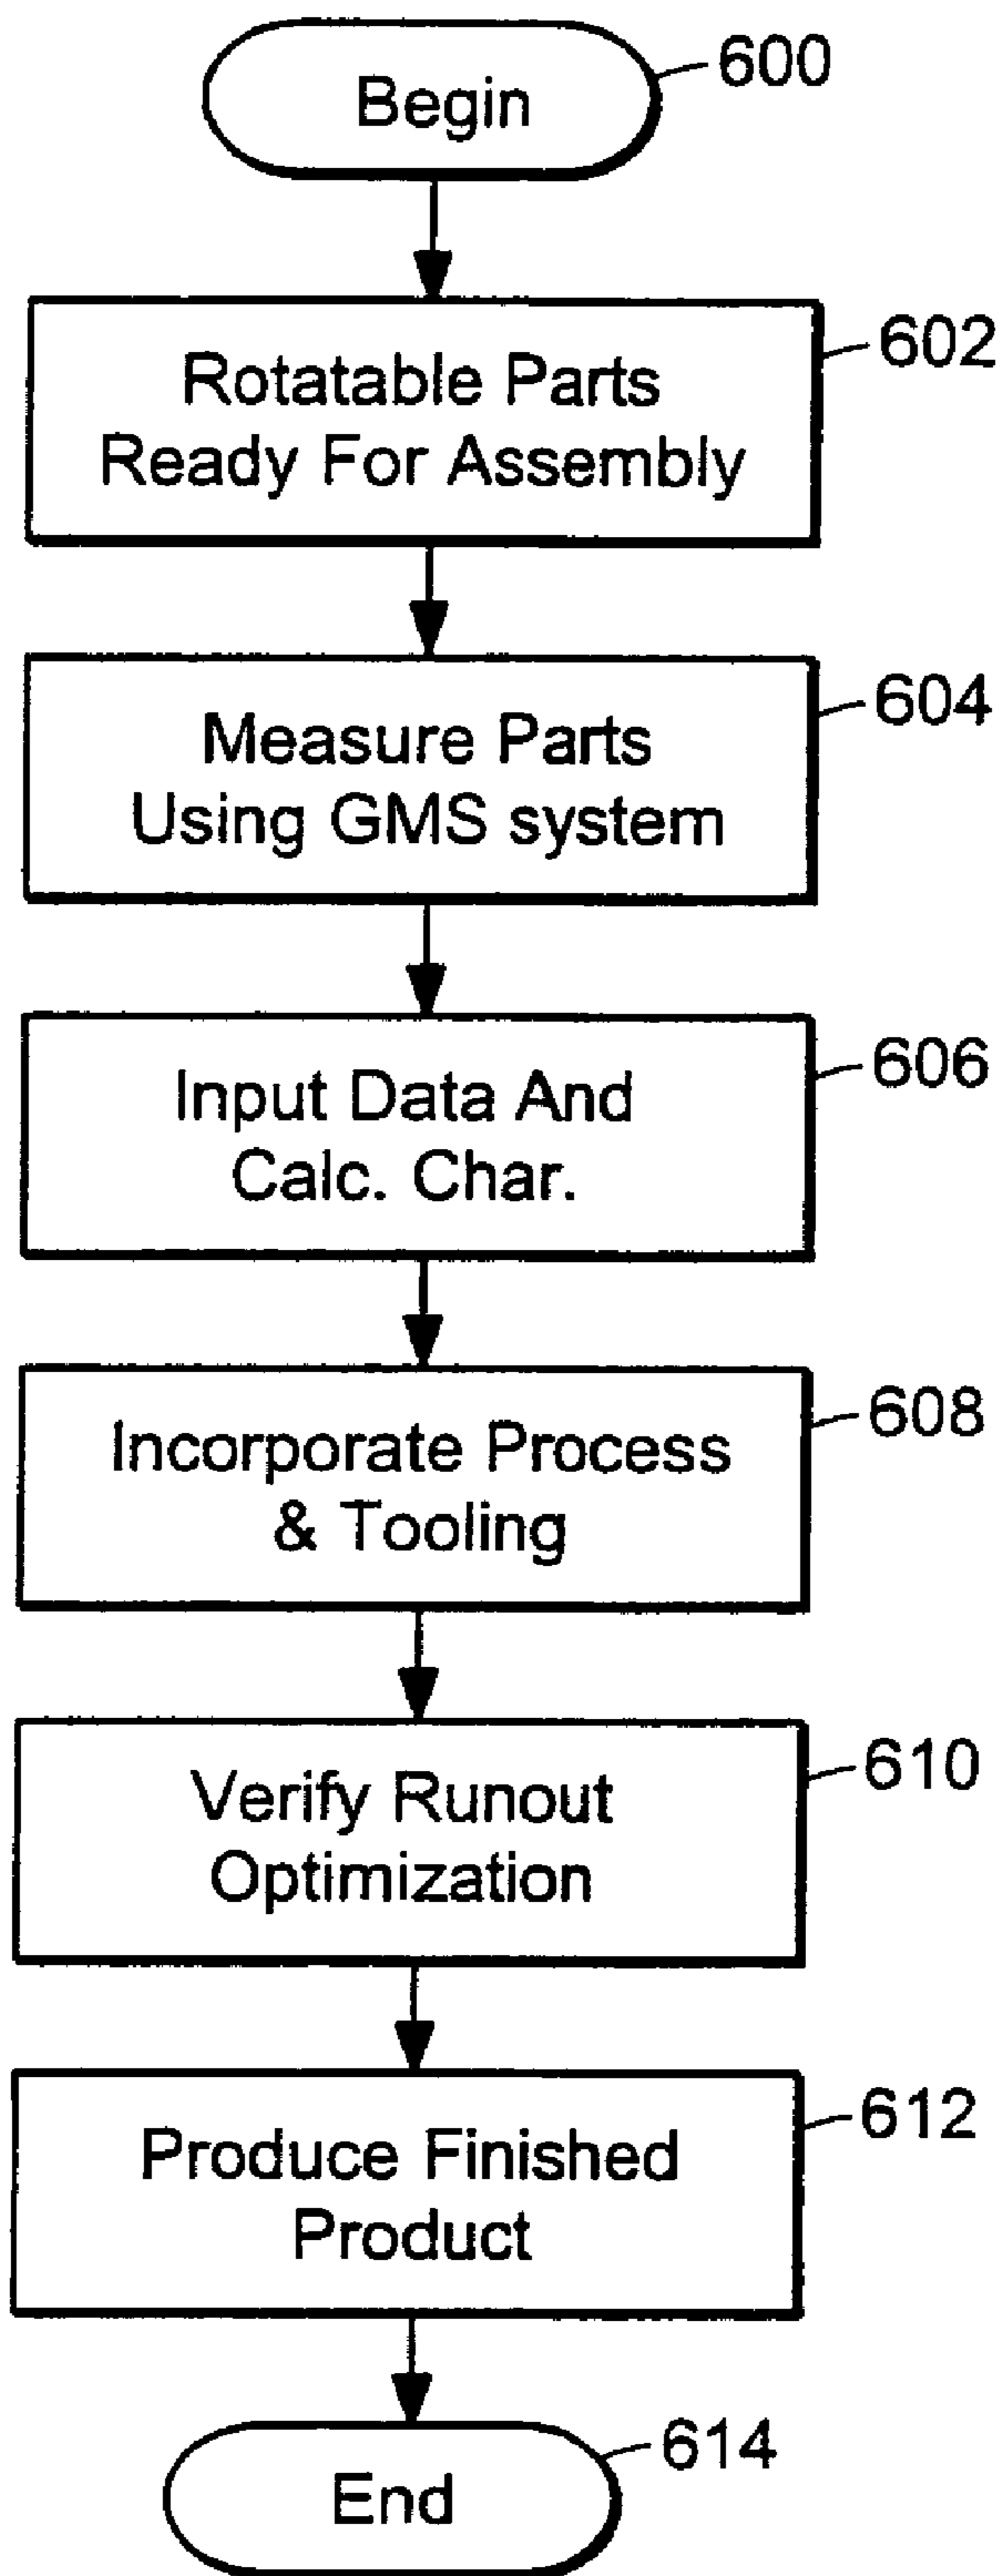 Begin
600
Rotatable Parts
Ready For Assembly
602
Measure Parts
Using GMS system
604
Input Data And
Calc. Char.
606
Incorporate Process
& Tooling
608
Verify Runout
Optimization
610
Produce Finished
Product
612
End
614